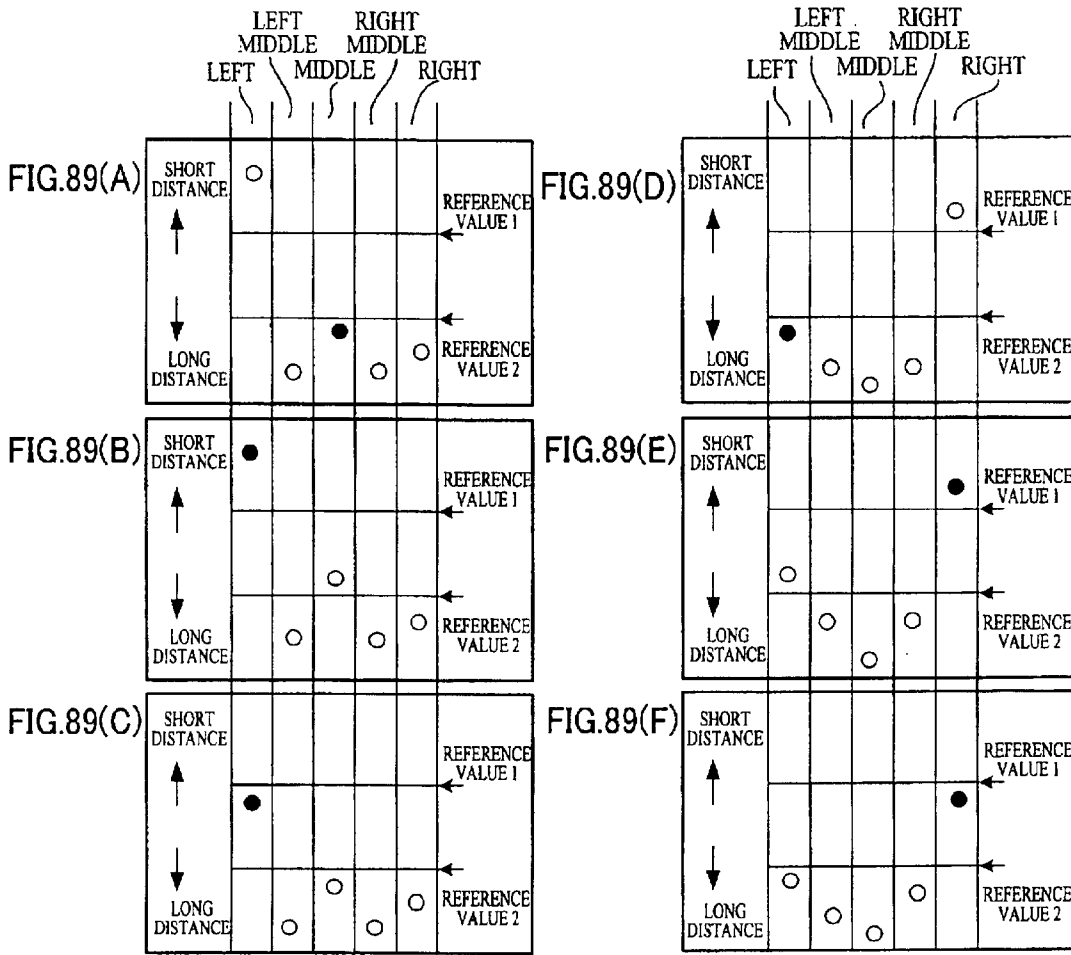 LEFT
MIDDLE
RIGHT
MIDDLE
LEFT
MIDDLE
RIGHT
LEFT
MIDDLE
RIGHT
MIDDLE
LEFT
MIDDLE
RIGHT
FIG.89(A)
SHORT
DISTANCE
LONG
DISTANCE
REFERENCE
VALUE 1
REFERENCE
VALUE 2
FIG.89(D)
SHORT
DISTANCE
LONG
DISTANCE
REFERENCE
VALUE 1
REFERENCE
VALUE 2
FIG.89(B)
SHORT
DISTANCE
LONG
DISTANCE
REFERENCE
VALUE 1
REFERENCE
VALUE 2
FIG.89(E)
SHORT
DISTANCE
LONG
DISTANCE
REFERENCE
VALUE 1
REFERENCE
VALUE 2
FIG.89(C)
SHORT
DISTANCE
LONG
DISTANCE
REFERENCE
VALUE 1
REFERENCE
VALUE 2
FIG.89(F)
SHORT
DISTANCE
LONG
DISTANCE
REFERENCE
VALUE 1
REFERENCE
VALUE 2